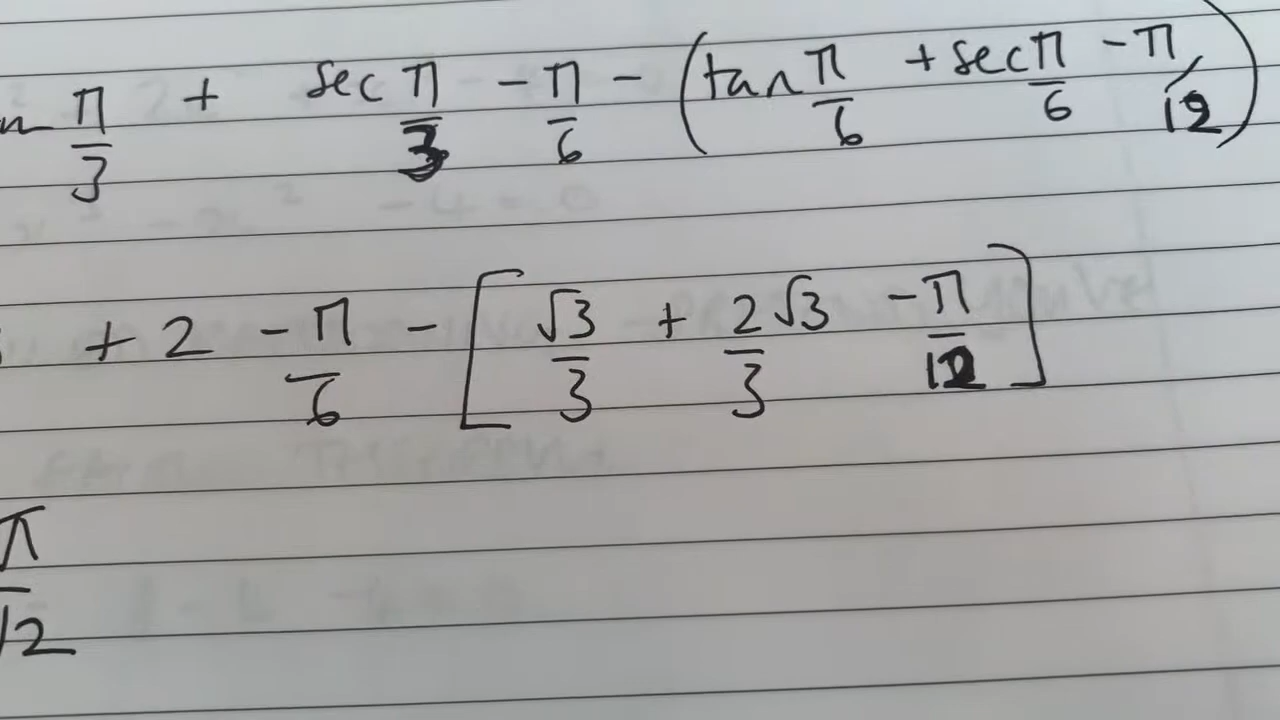 π/3 + sec π/3 - π/6 - (tan π/6 + sec π/6 - π/12)
+ 2 - π/6 - [√3/3 + 2√3/3 - π/12]
π/12